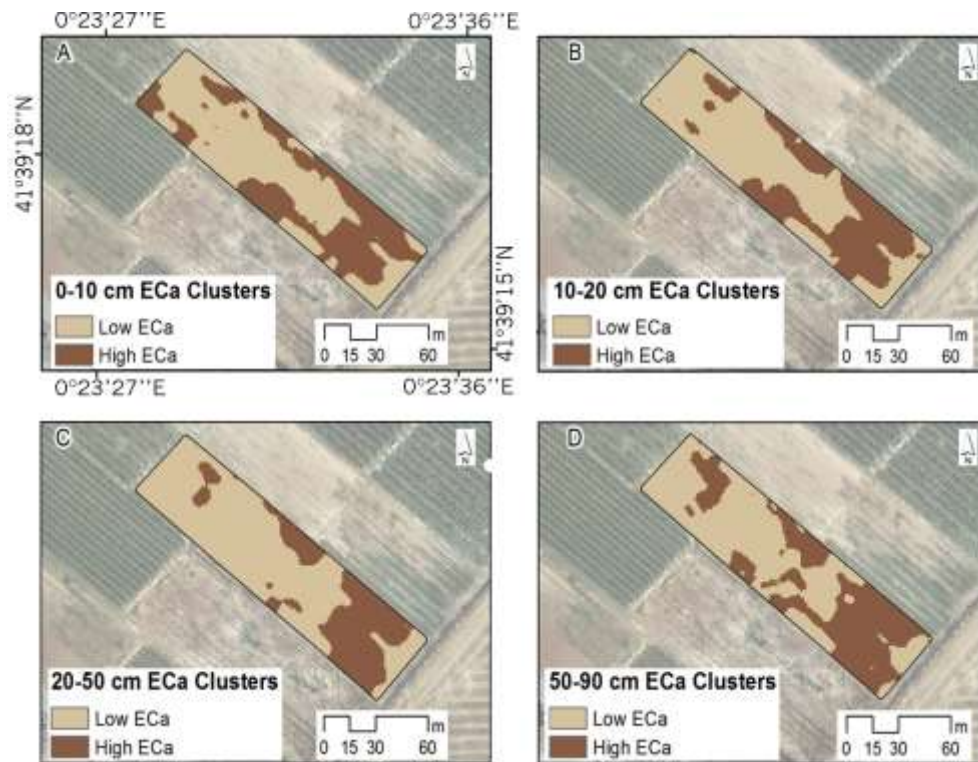 0°23'27''E 0°23'36''E
A
B
41°39'18''N
41°39'15''N
0-10 cm ECa Clusters
Low ECa
High ECa
m
0 15 30 60
10-20 cm ECa Clusters
Low ECa
High ECa
m
0 15 30 60
0°23'27''E 0°23'36''E
C
D
20-50 cm ECa Clusters
Low ECa
High ECa
m
0 15 30 60
50-90 cm ECa Clusters
Low ECa
High ECa
m
0 15 30 60